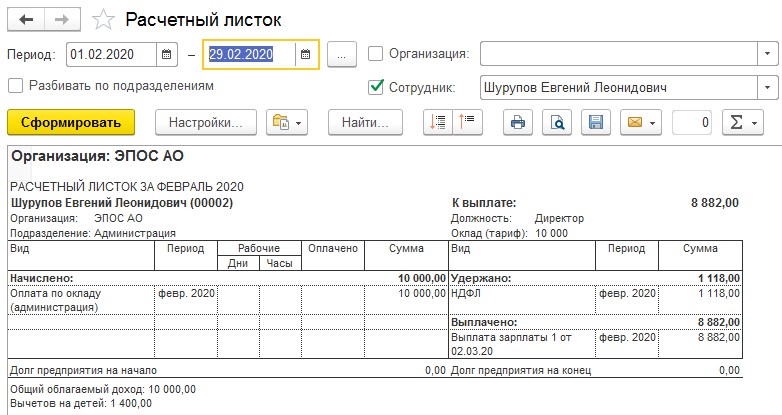 Расчетный листок
Период: 01.02.2020 – 29.02.2020 ... Организация:
Разбивать по подразделениям Сотрудник: Шурупов Евгений Леонидович
Сформировать Настройки... Найти... 0 Σ
Организация: ЭПОС АО
РАСЧЕТНЫЙ ЛИСТОК ЗА ФЕВРАЛЬ 2020
Шурупов Евгений Леонидович (00002) К выплате: 8 882,00
Организация: ЭПОС АО Должность: Директор
Подразделение: Администрация Оклад (тариф): 10 000
Вид Период Рабочие Оплачено Сумма Вид Период Сумма
Дни Часы
Начислено: 10 000,00 Удержано: 1 118,00
Оплата по окладу февр. 2020 10 000,00 НДФЛ февр. 2020 1 118,00
(администрация)
Выплачено: 8 882,00
Выплата зарплаты 1 от февр. 2020 8 882,00
02.03.20
Долг предприятия на начало 0,00 Долг предприятия на конец 0,00
Общий облагаемый доход: 10 000,00
Вычетов на детей: 1 400,00